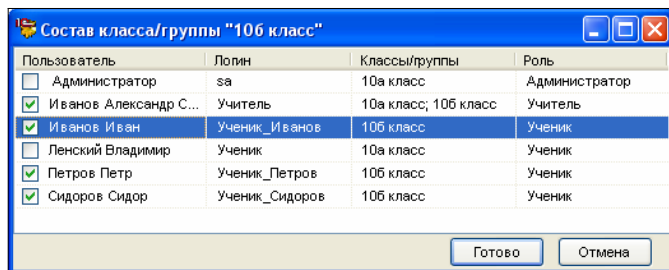 Состав класса/группы "10б класс"
Пользователь Логин Классы/группы Роль
Администратор sa 10а класс Администратор
Иванов Александр С... Учитель 10а класс; 10б класс Учитель
Иванов Иван Ученик_Иванов 10б класс Ученик
Ленский Владимир Ученик 10а класс Ученик
Петров Петр Ученик_Петров 10б класс Ученик
Сидоров Сидор Ученик_Сидоров 10б класс Ученик
Готово Отмена